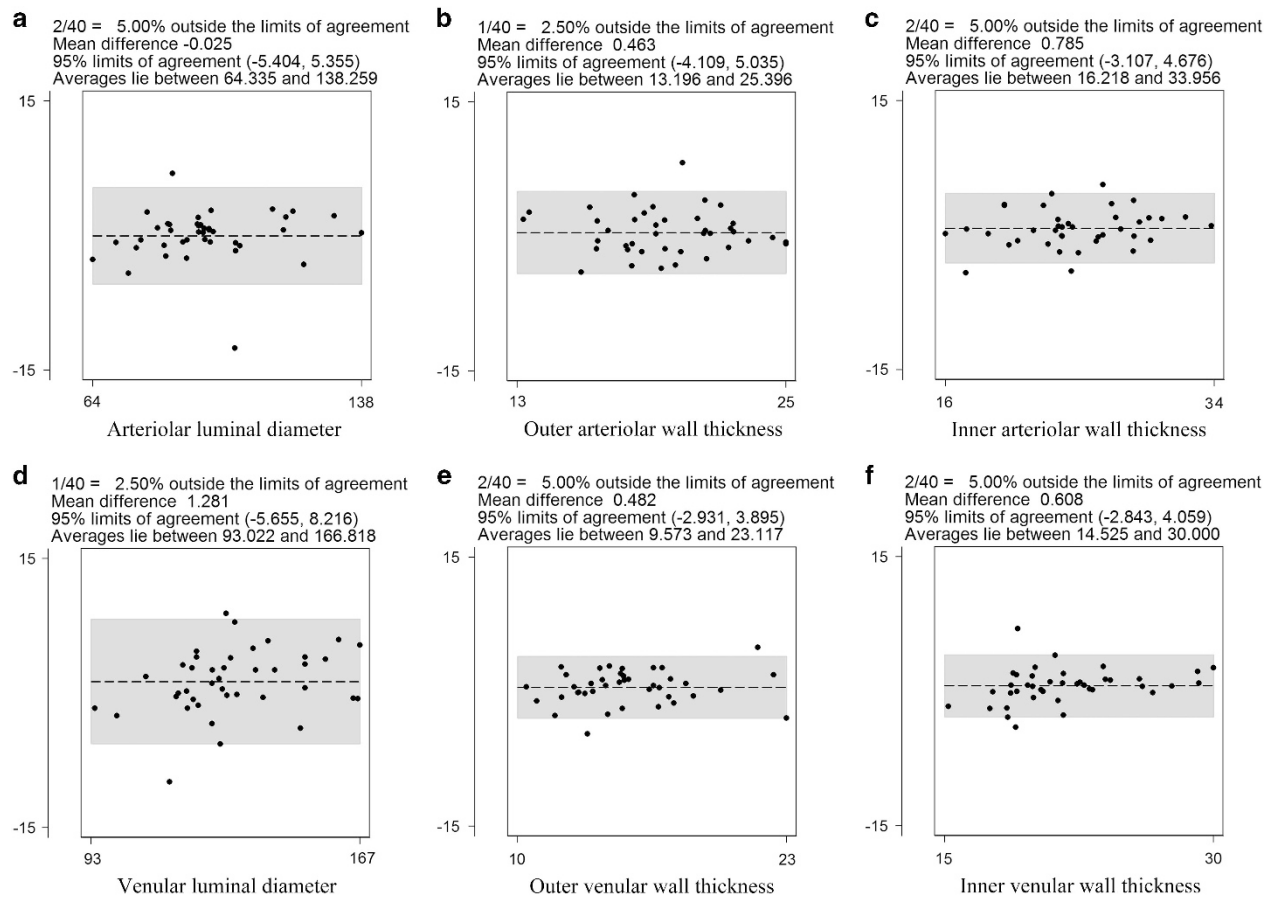 a
2/40 = 5.00% outside the limits of agreement
Mean difference -0.025
95% limits of agreement (-5.404, 5.355)
Averages lie between 64.335 and 138.259
15
-15
64
138
Arteriolar luminal diameter
b
1/40 = 2.50% outside the limits of agreement
Mean difference 0.463
95% limits of agreement (-4.109, 5.035)
Averages lie between 13.196 and 25.396
15
-15
13
25
Outer arteriolar wall thickness
c
2/40 = 5.00% outside the limits of agreement
Mean difference 0.785
95% limits of agreement (-3.107, 4.676)
Averages lie between 16.218 and 33.956
15
-15
16
34
Inner arteriolar wall thickness
d
1/40 = 2.50% outside the limits of agreement
Mean difference 1.281
95% limits of agreement (-5.655, 8.216)
Averages lie between 93.022 and 166.818
15
-15
93
167
Venular luminal diameter
e
2/40 = 5.00% outside the limits of agreement
Mean difference 0.482
95% limits of agreement (-2.931, 3.895)
Averages lie between 9.573 and 23.117
15
-15
10
23
Outer venular wall thickness
f
2/40 = 5.00% outside the limits of agreement
Mean difference 0.608
95% limits of agreement (-2.843, 4.059)
Averages lie between 14.525 and 30.000
15
-15
15
30
Inner venular wall thickness